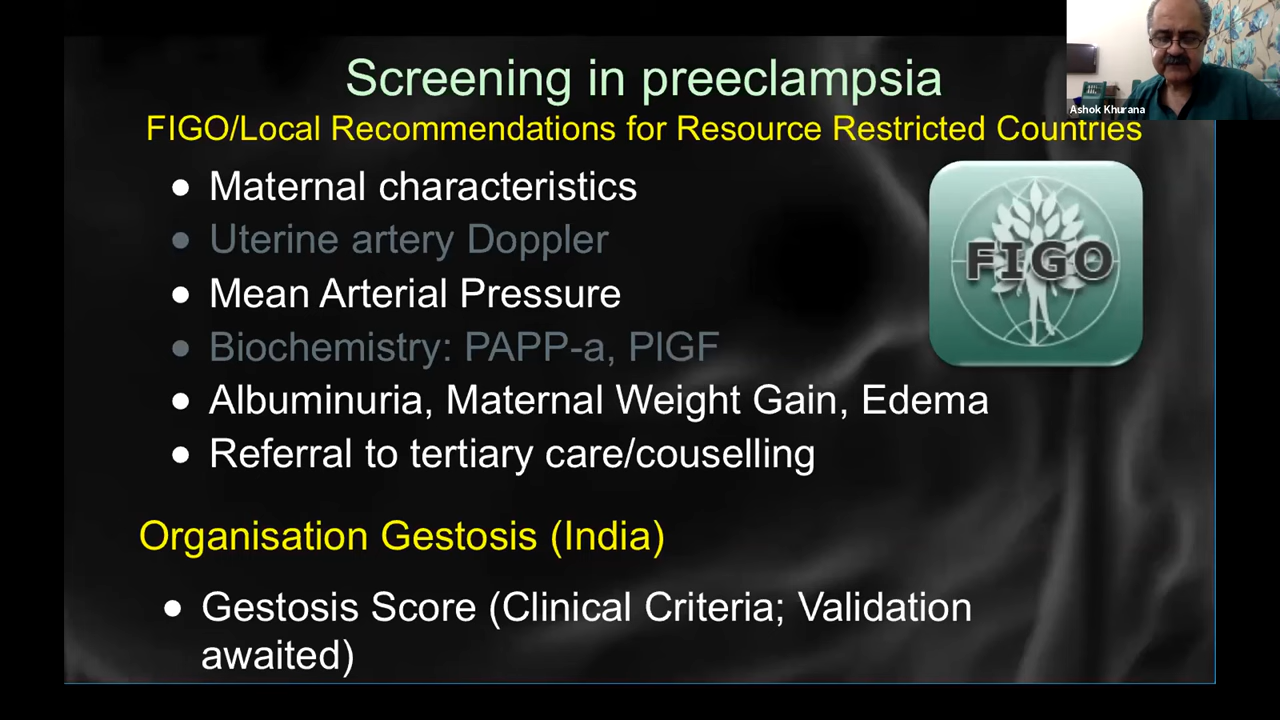 Screening in preeclampsia
FIGO/Local Recommendations for Resource Restricted Countries
Ashok Khurana
● Maternal characteristics
● Uterine artery Doppler
● Mean Arterial Pressure
● Biochemistry: PAPP-a, PlGF
● Albuminuria, Maternal Weight Gain, Edema
● Referral to tertiary care/couselling
FIGO
Organisation Gestosis (India)
● Gestosis Score (Clinical Criteria; Validation
awaited)